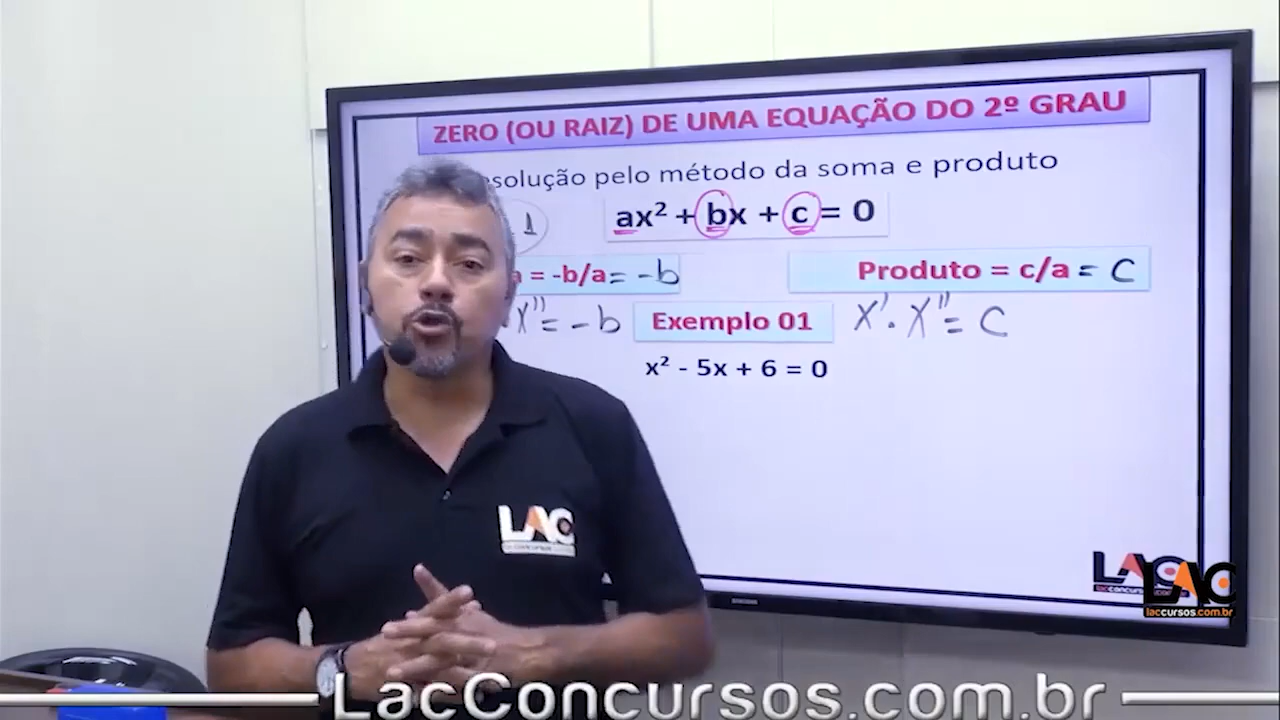 ZERO (OU RAIZ) DE UMA EQUAÇÃO DO 2º GRAU
pelo método da soma e produto
ax² + bx + c = 0
1
= -b/a = -b
Produto = c/a = C
X'' = -b
Exemplo 01
X' . X'' = C
x² - 5x + 6 = 0
LAC
LAC
laccursos.com.br
LacConcursos.com.br